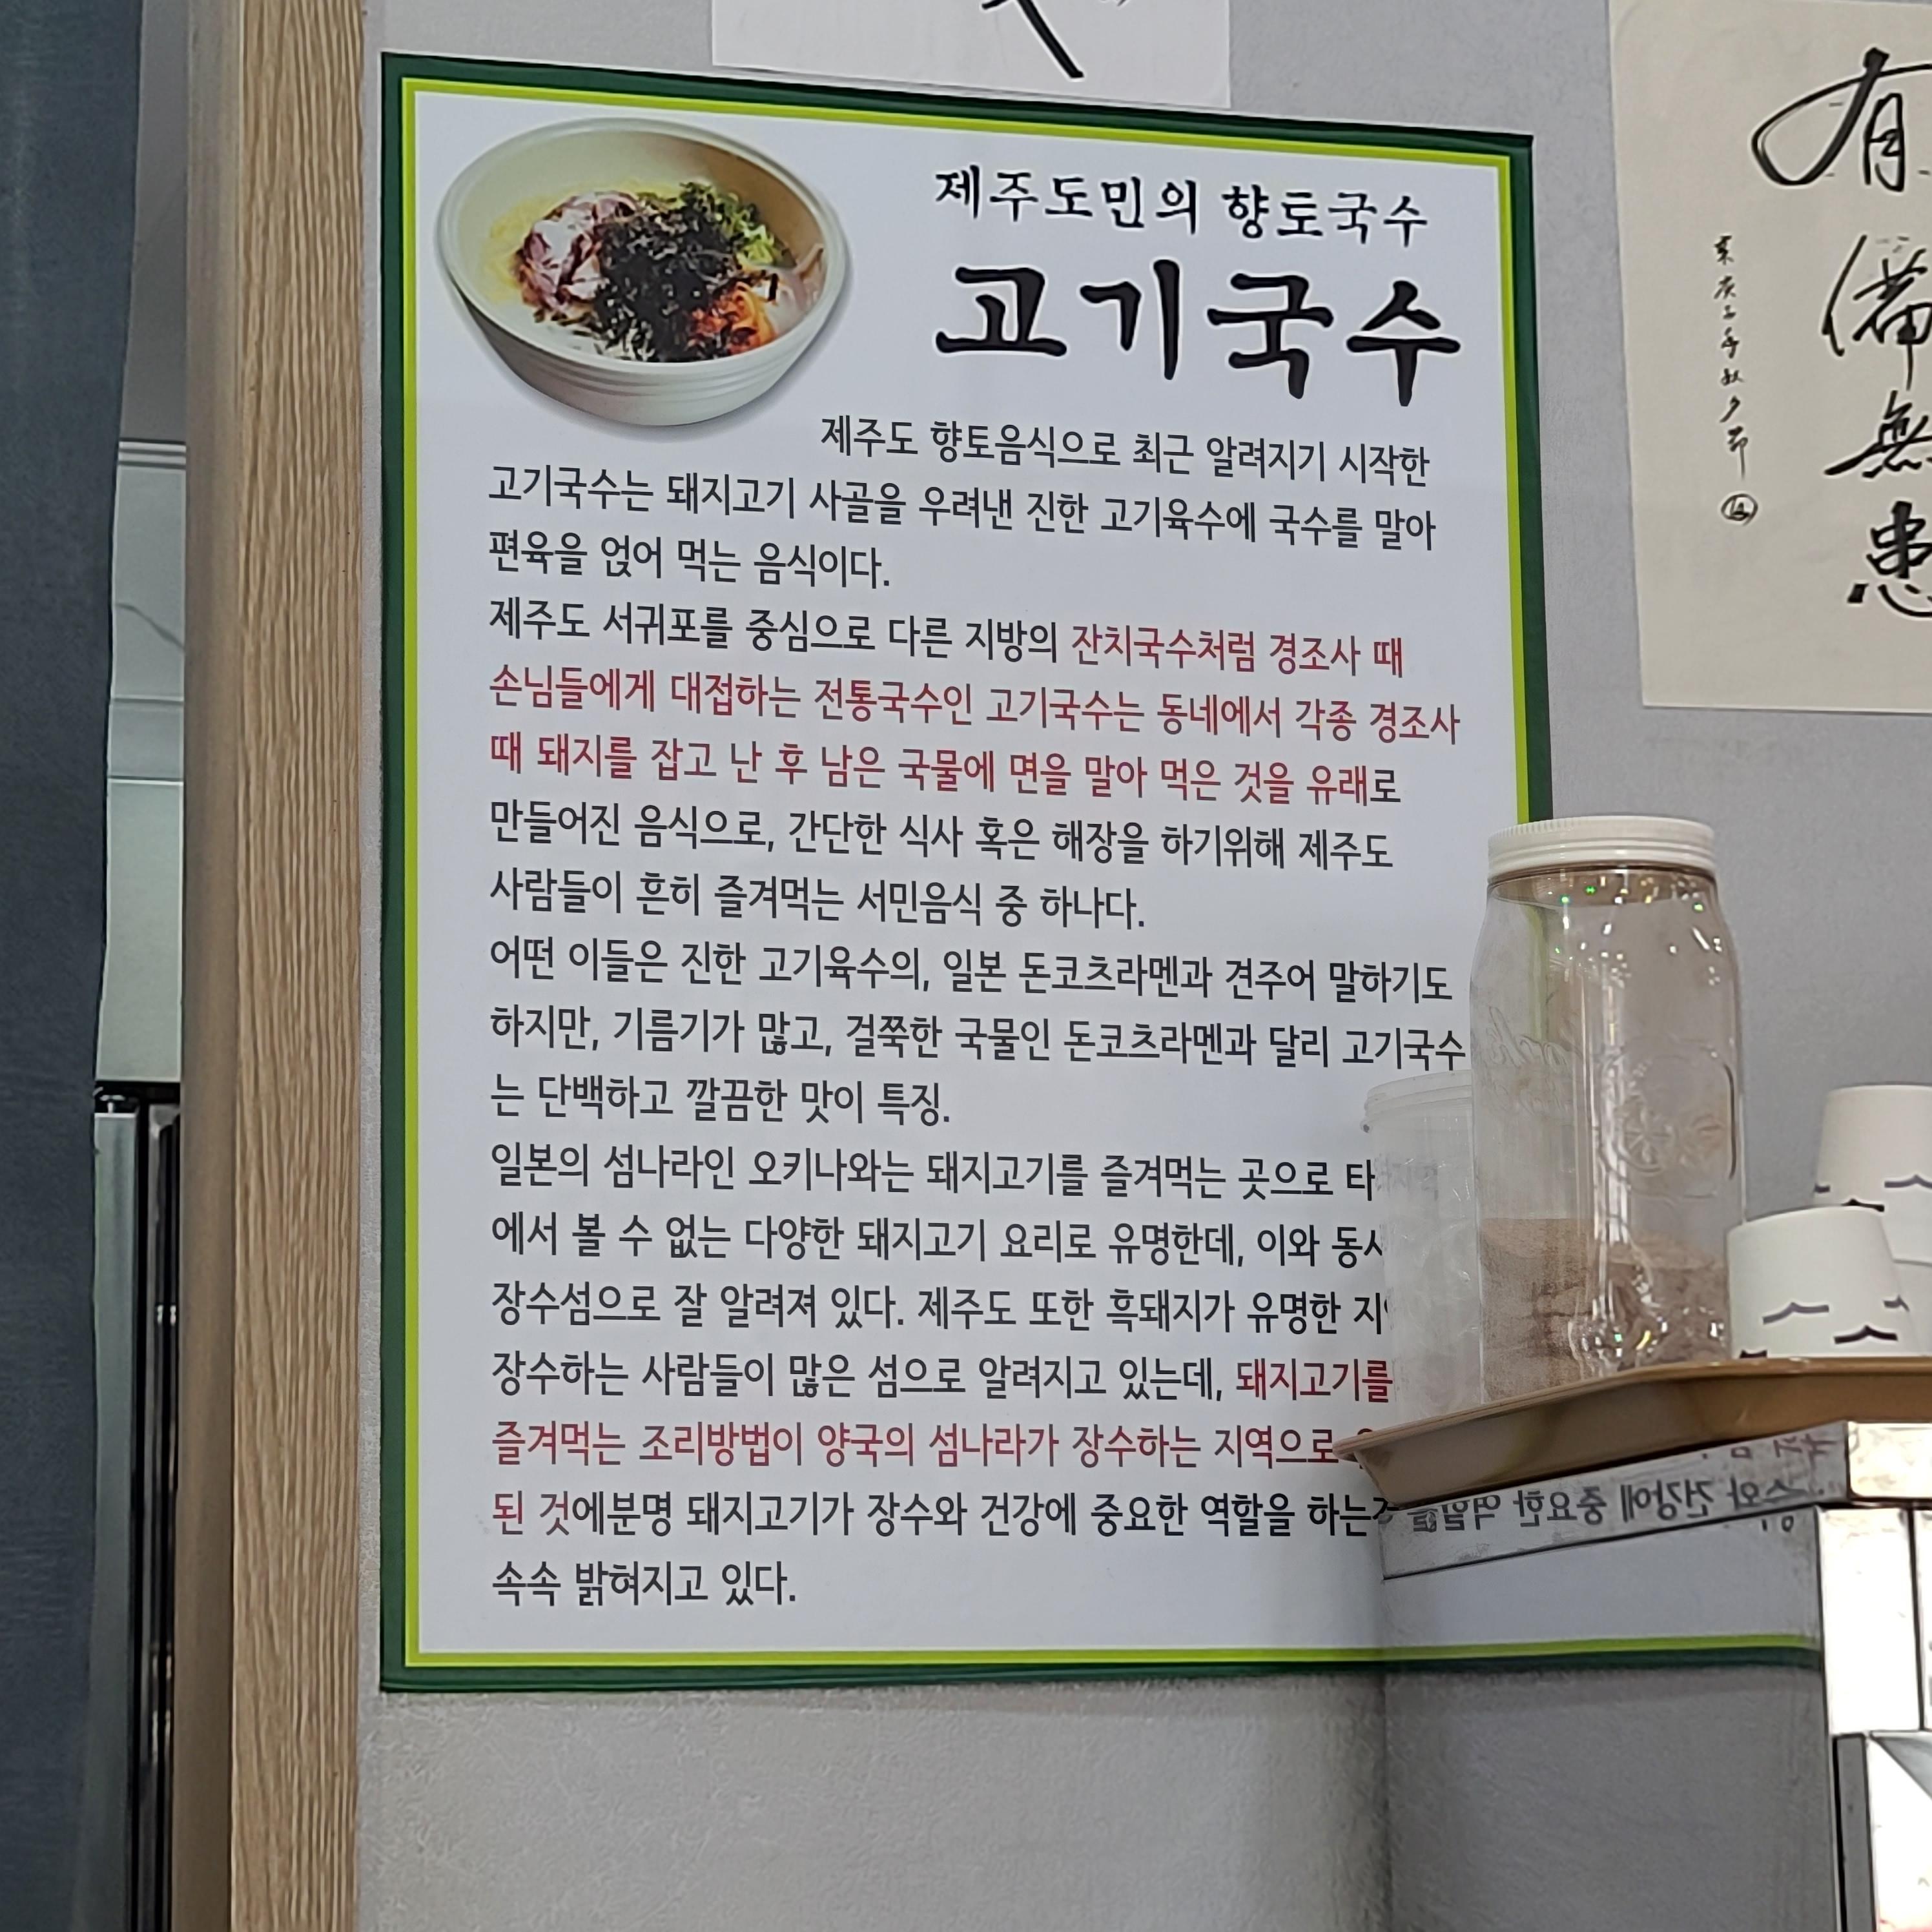 제주도민의 향토국수
고기국수
제주도 향토음식으로 최근 알려지기 시작한
고기국수는 돼지고기 사골을 우려낸 진한 고기육수에 국수를 말아
편육을 얹어 먹는 음식이다.
제주도 서귀포를 중심으로 다른 지방의 잔치국수처럼 경조사 때
손님들에게 대접하는 전통국수인 고기국수는 동네에서 각종 경조사
때 돼지를 잡고 난 후 남은 국물에 면을 말아 먹은 것을 유래로
만들어진 음식으로, 간단한 식사 혹은 해장을 하기위해 제주도
사람들이 흔히 즐겨먹는 서민음식 중 하나다.
어떤 이들은 진한 고기육수의, 일본 돈코츠라멘과 견주어 말하기도
하지만, 기름기가 많고, 걸쭉한 국물인 돈코츠라멘과 달리 고기국수
는 단백하고 깔끔한 맛이 특징.
일본의 섬나라인 오키나와는 돼지고기를 즐겨먹는 곳으로 타
에서 볼 수 없는 다양한 돼지고기 요리로 유명한데, 이와
장수섬으로 잘 알려져 있다. 제주도 또한 흑돼지가 유명한
장수하는 사람들이 많은 섬으로 알려지고 있는데, 돼지고기를
즐겨먹는 조리방법이 양국의 섬나라가 장수하는 지역으로
된 것에분명 돼지고기가 장수와 건강에 중요한 역할을 하는
속속 밝혀지고 있다.
有
備
無
患